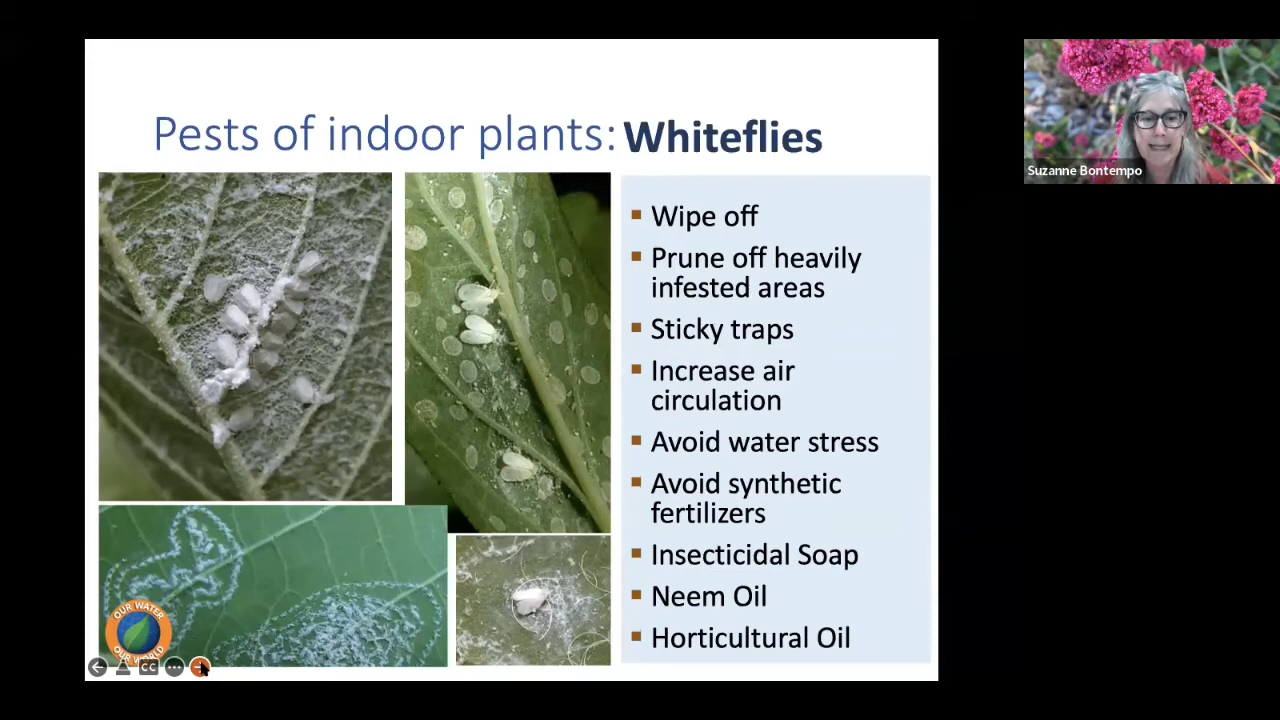 Pests of indoor plants: Whiteflies
Suzanne Bontempo
Wipe off
Prune off heavily
infested areas
Sticky traps
Increase air
circulation
Avoid water stress
Avoid synthetic
fertilizers
Insecticidal Soap
Neem Oil
Horticultural Oil
OUR WATER
OUR WORLD
CC